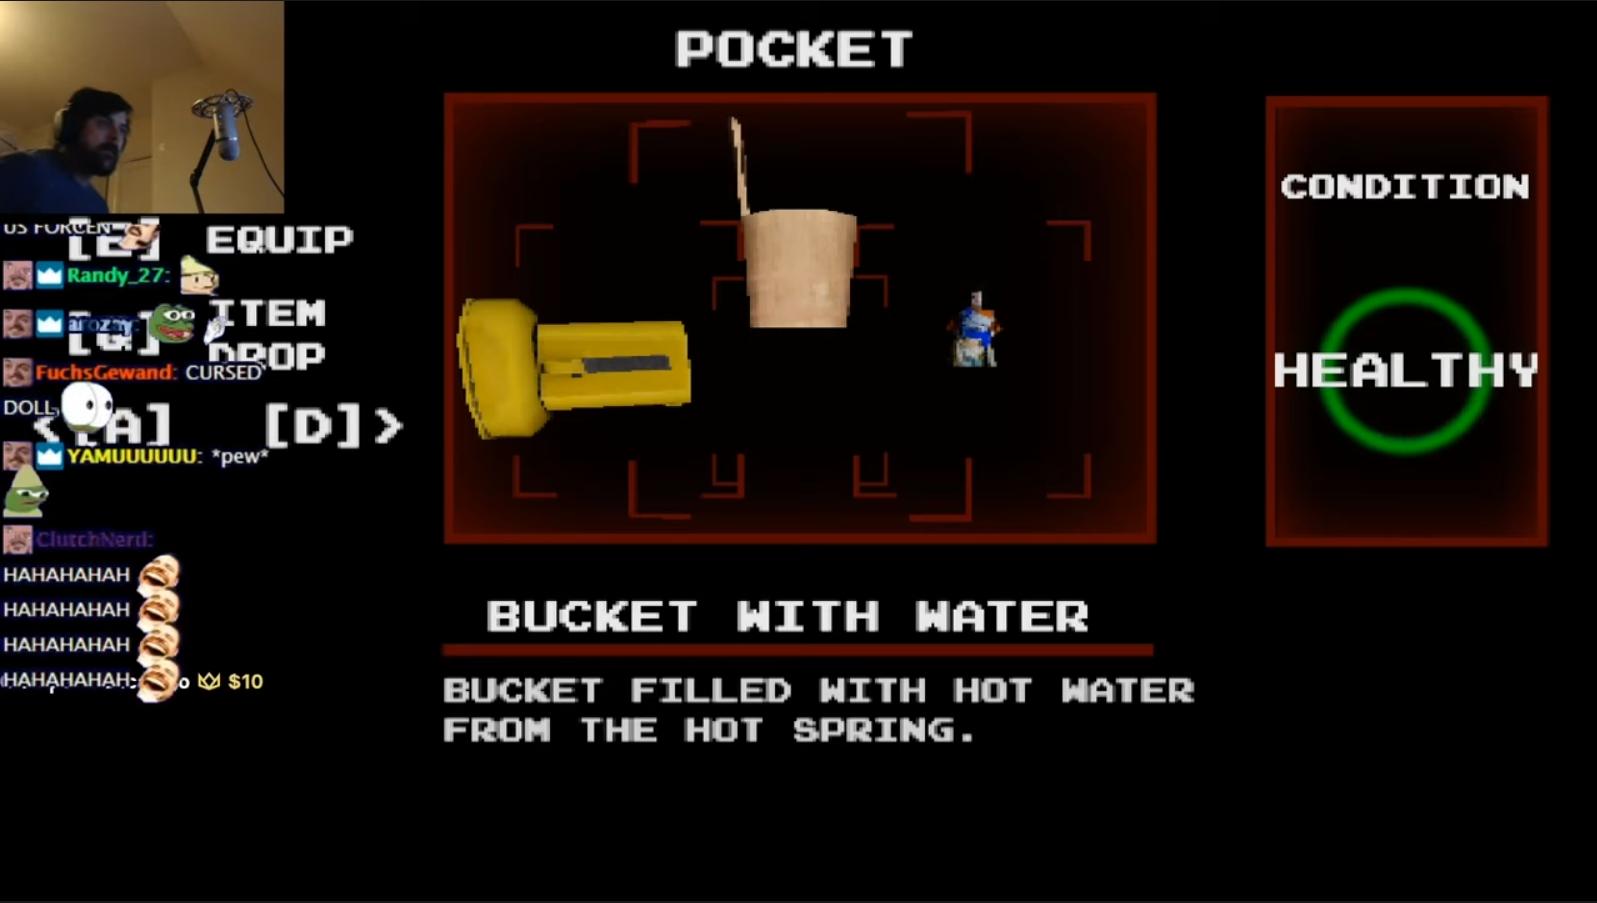 POCKET
CONDITION
HEALTHY
[E] EQUIP
[Q] ITEM
DROP
<[A] [D]>
US FORCEN
Randy_27:
arozay:
FuchsGewand: CURSED
DOLL
YAMUUUUUU: *pew*
ClutchNerd:
HAHAHAHAH
HAHAHAHAH
HAHAHAHAH
HAHAHAHAH
$10
BUCKET WITH WATER
BUCKET FILLED WITH HOT WATER
FROM THE HOT SPRING.